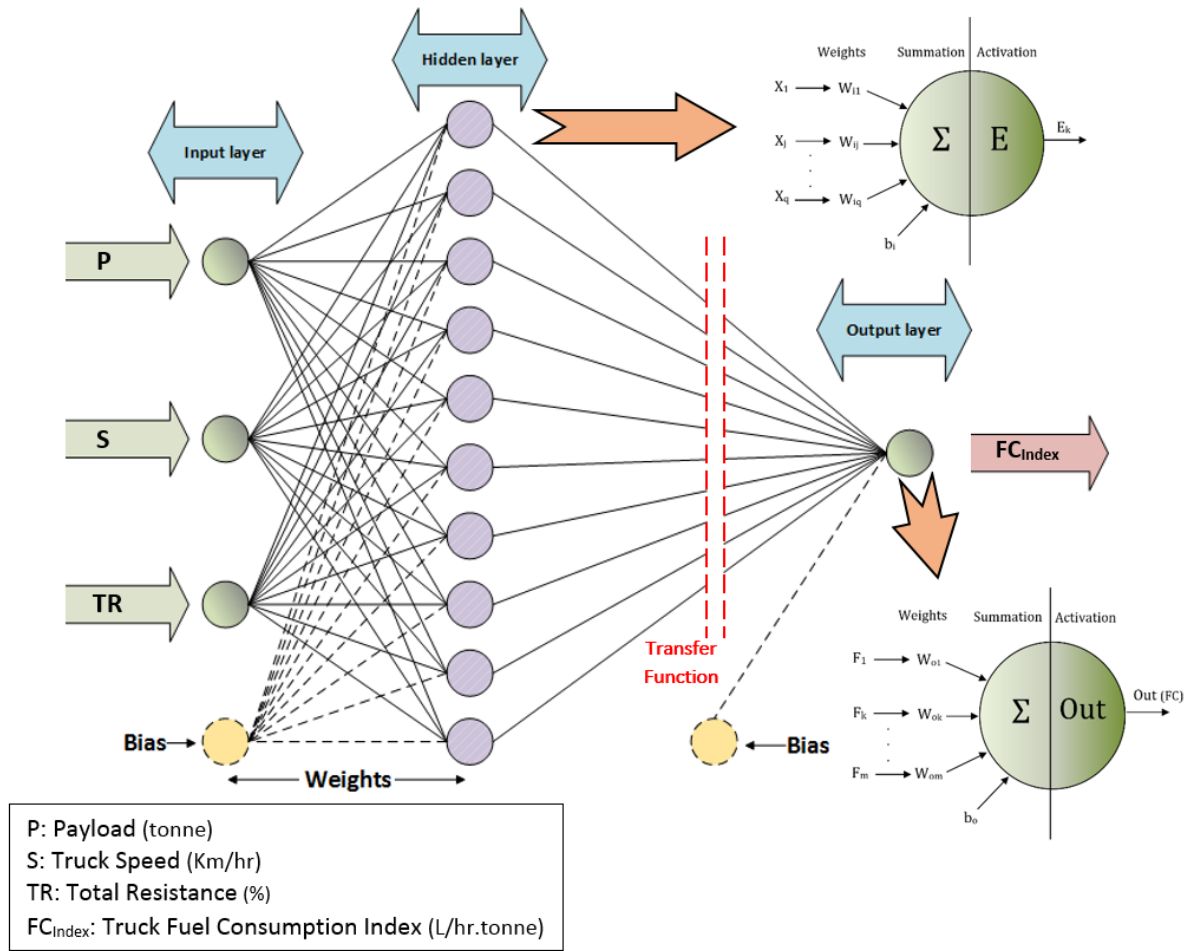 Hidden layer
Input layer
P
S
TR
Bias
Weights
Transfer
Function
Bias
Output layer
FCIndex
Weights Summation Activation
X1 Wi1
Xj Wij
Xq Wiq
bi
Σ E
Ek
Weights Summation Activation
F1 Wo1
Fk Wok
Fm Wom
bo
Σ Out
Out (FC)
P: Payload (tonne)
S: Truck Speed (Km/hr)
TR: Total Resistance (%)
FCIndex: Truck Fuel Consumption Index (L/hr.tonne)